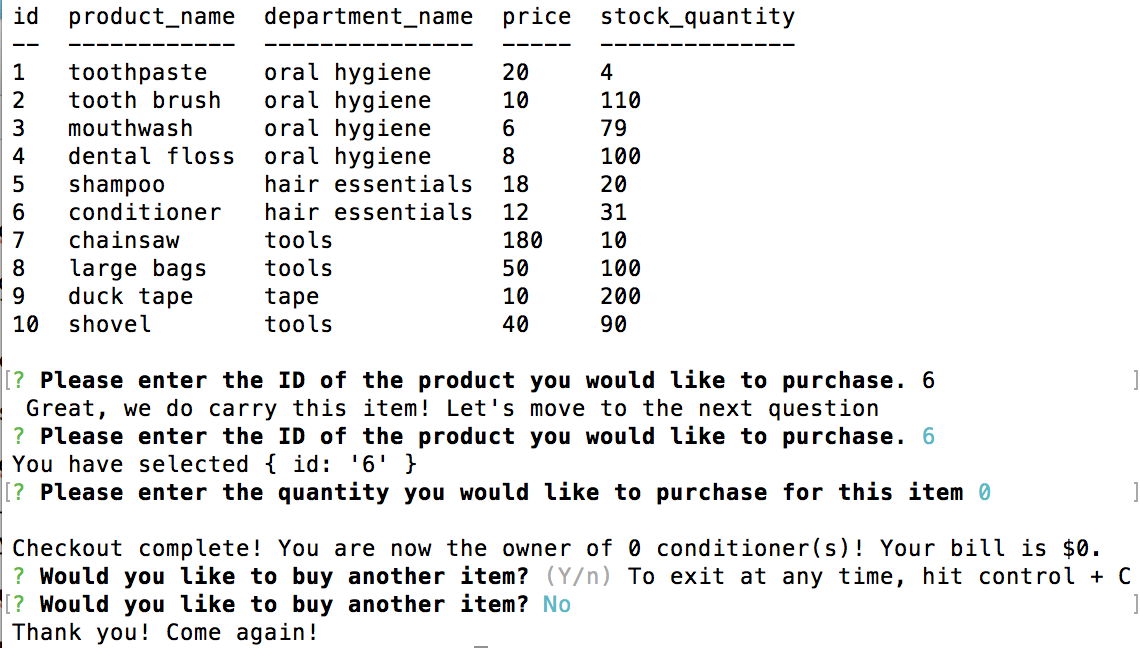 id  product_name  department_name  price  stock_quantity
--  ------------  ---------------  -----  --------------
1   toothpaste    oral hygiene     20     4
2   tooth brush   oral hygiene     10     110
3   mouthwash     oral hygiene     6      79
4   dental floss  oral hygiene     8      100
5   shampoo       hair essentials  18     20
6   conditioner   hair essentials  12     31
7   chainsaw      tools            180    10
8   large bags    tools            50     100
9   duck tape     tape             10     200
10  shovel        tools            40     90
[? Please enter the ID of the product you would like to purchase. 6 ]
Great, we do carry this item! Let's move to the next question
? Please enter the ID of the product you would like to purchase. 6
You have selected { id: '6' }
[? Please enter the quantity you would like to purchase for this item 0 ]
Checkout complete! You are now the owner of 0 conditioner(s)! Your bill is $0.
? Would you like to buy another item? (Y/n) To exit at any time, hit control + C
[? Would you like to buy another item? No ]
Thank you! Come again!